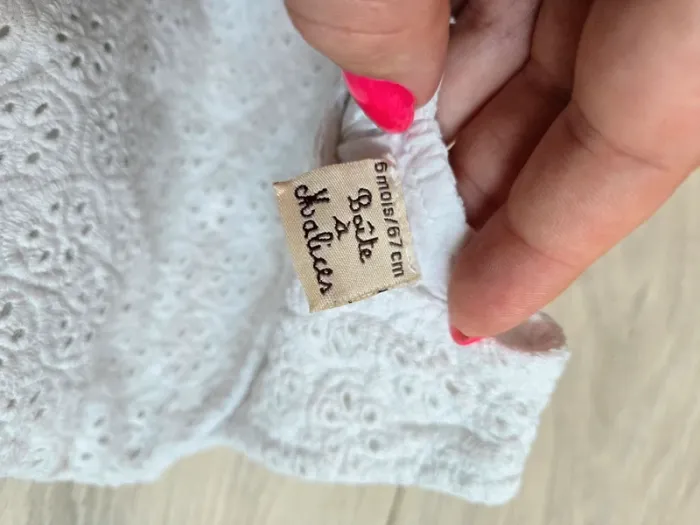 6 mois/67 cm
Boîte
à
Malices